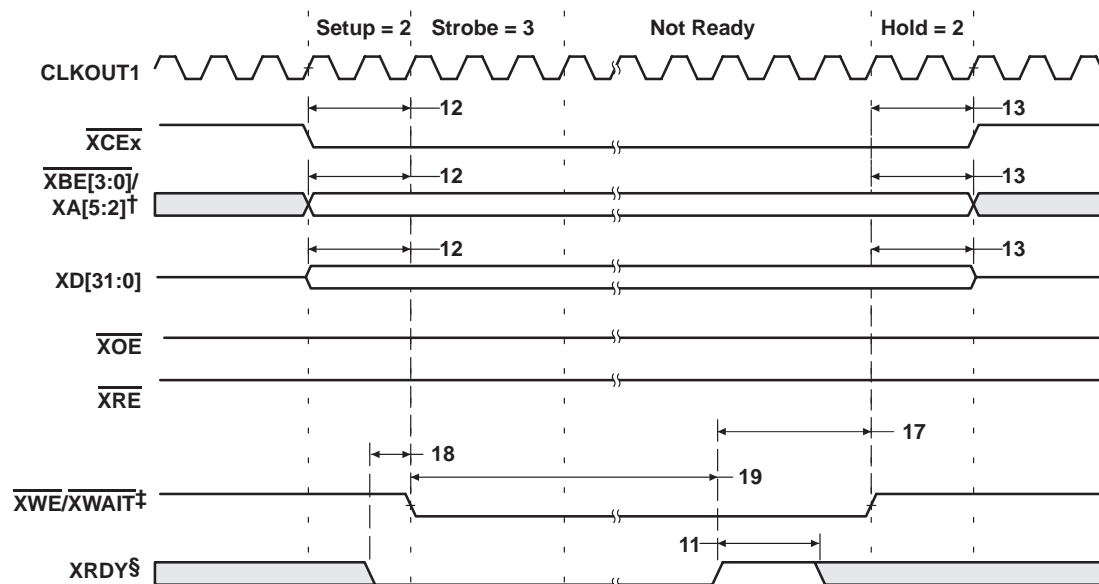 Setup = 2 Strobe = 3 Not Ready Hold = 2
CLKOUT1
12 13
XCEx
XBE[3:0]/ 12 13
XA[5:2]†
12 13
XD[31:0]
XOE
XRE
17
18
19
XWE/XWAIT‡
11
XRDY§